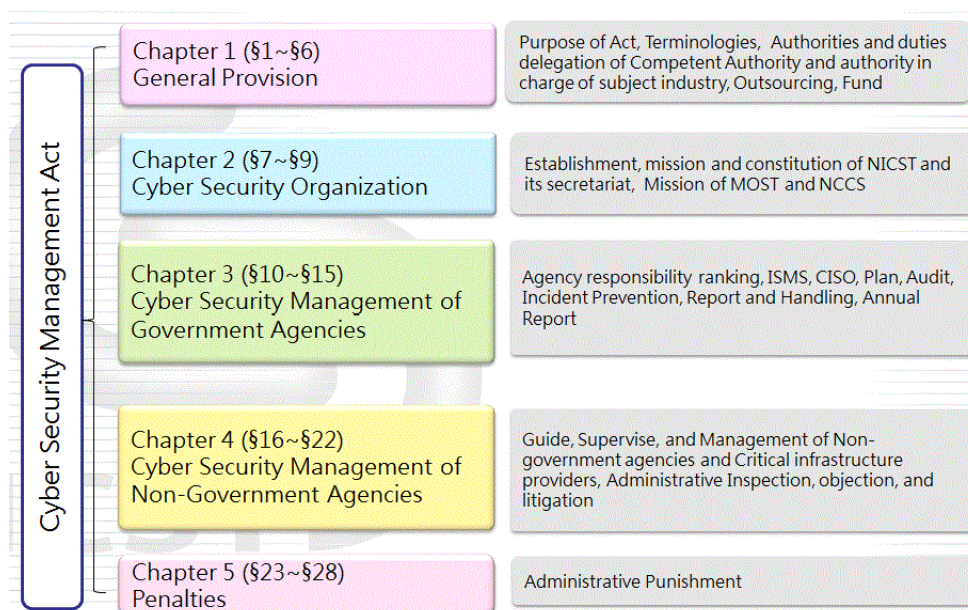 Cyber Security Management Act
Chapter 1 (§1~§6)
General Provision
Purpose of Act, Terminologies, Authorities and duties
delegation of Competent Authority and authority in
charge of subject industry, Outsourcing, Fund
Chapter 2 (§7~§9)
Cyber Security Organization
Establishment, mission and constitution of NICST and
its secretariat, Mission of MOST and NCCS
Chapter 3 (§10~§15)
Cyber Security Management of
Government Agencies
Agency responsibility ranking, ISMS, CISO, Plan, Audit,
Incident Prevention, Report and Handling, Annual
Report
Chapter 4 (§16~§22)
Cyber Security Management of
Non-Government Agencies
Guide, Supervise, and Management of Non-
government agencies and Critical infrastructure
providers, Administrative Inspection, objection, and
litigation
Chapter 5 (§23~§28)
Penalties
Administrative Punishment